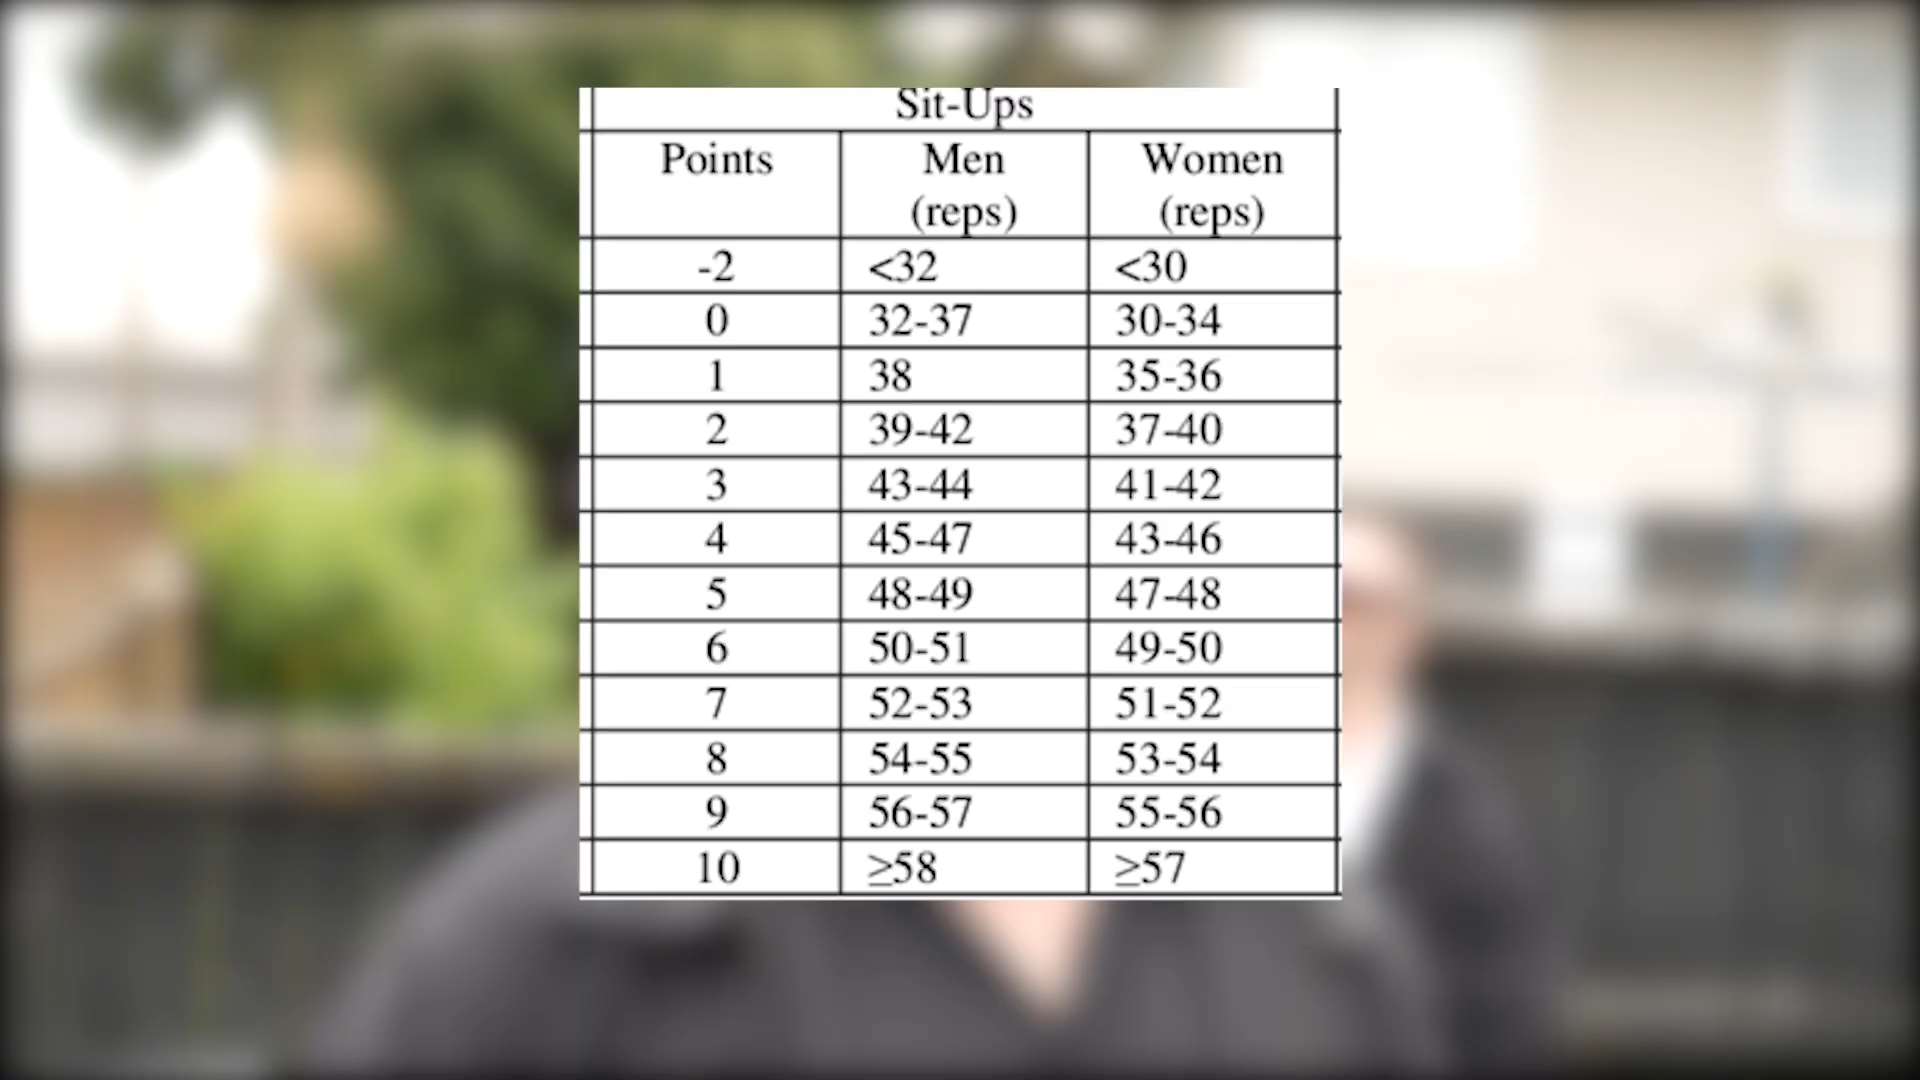 Sit-Ups
Points Men (reps) Women (reps)
-2 <32 <30
0 32-37 30-34
1 38 35-36
2 39-42 37-40
3 43-44 41-42
4 45-47 43-46
5 48-49 47-48
6 50-51 49-50
7 52-53 51-52
8 54-55 53-54
9 56-57 55-56
10 ≥58 ≥57